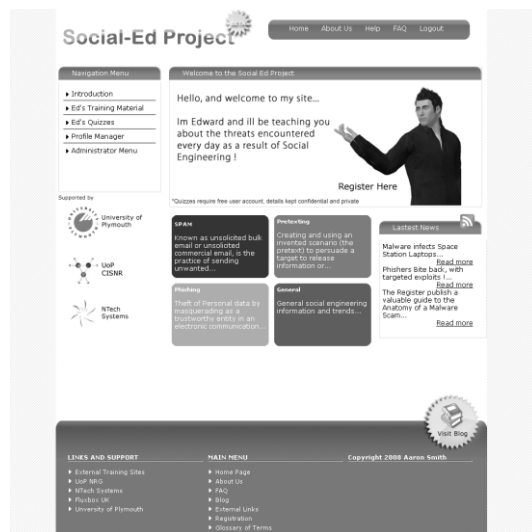 Social-Ed Project
Home About Us Help FAQ Logout
Navigation Menu
Introduction
Ed's Training Material
Ed's Quizzes
Profile Manager
Administrator Menu
Supported by
University of
Plymouth
UoP
CISNR
NTech
Systems
Welcome to the Social Ed Project
Hello, and welcome to my site...
Im Edward and ill be teaching you
about the threats encountered
every day as a result of Social
Engineering !
Register Here
*Quizzes require free user account, details kept confidential and private
SPAM
Known as unsolicited bulk
email or unsolicited
commercial email, is the
practice of sending
unwanted...
Pretexting
Creating and using an
invented scenario (the
pretext) to persuade a
target to release
information or...
Phishing
Theft of Personal data by
masquerading as a
trustworthy entity in an
electronic communication...
General
General social engineering
information and trends...
Lastest News
Malware infects Space
Station Laptops...
Read more
Phishers Bite back, with
targeted exploits !...
Read more
The Register publish a
valuable guide to the
Anatomy of a Malware
Scam...
Read more
Visit Blog
LINKS AND SUPPORT
External Training Sites
UoP NRG
NTech Systems
Fluxbox UK
Unversity of Plymouth
MAIN MENU
Home Page
About Us
FAQ
Blog
External Links
Registration
Glossary of Terms
Copyright 2008 Aaron Smith